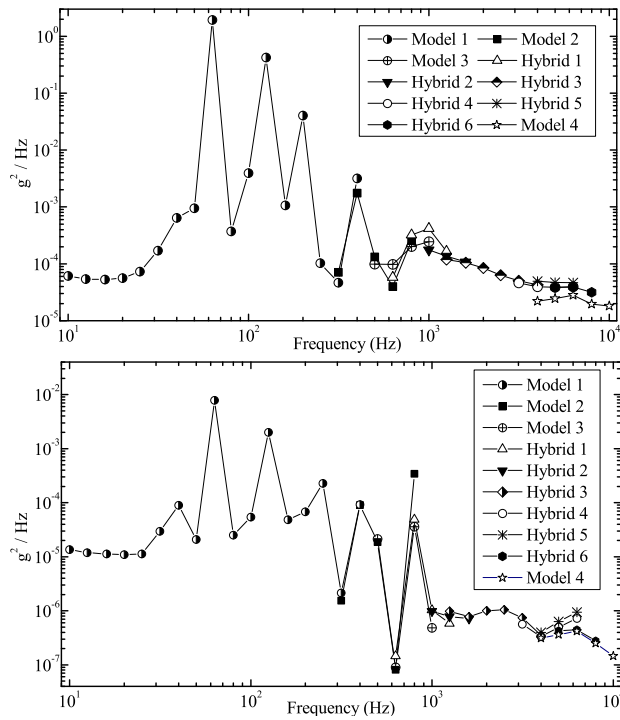 10⁰
10⁻¹
10⁻²
10⁻³
10⁻⁴
10⁻⁵
g² / Hz
Model 1 Model 2
Model 3 Hybrid 1
Hybrid 2 Hybrid 3
Hybrid 4 Hybrid 5
Hybrid 6 Model 4
10¹ 10² 10³ 10⁴
Frequency (Hz)
10⁻²
10⁻³
10⁻⁴
10⁻⁵
10⁻⁶
10⁻⁷
g² / Hz
Model 1
Model 2
Model 3
Hybrid 1
Hybrid 2
Hybrid 3
Hybrid 4
Hybrid 5
Hybrid 6
Model 4
10¹ 10² 10³ 10⁴
Frequency (Hz)